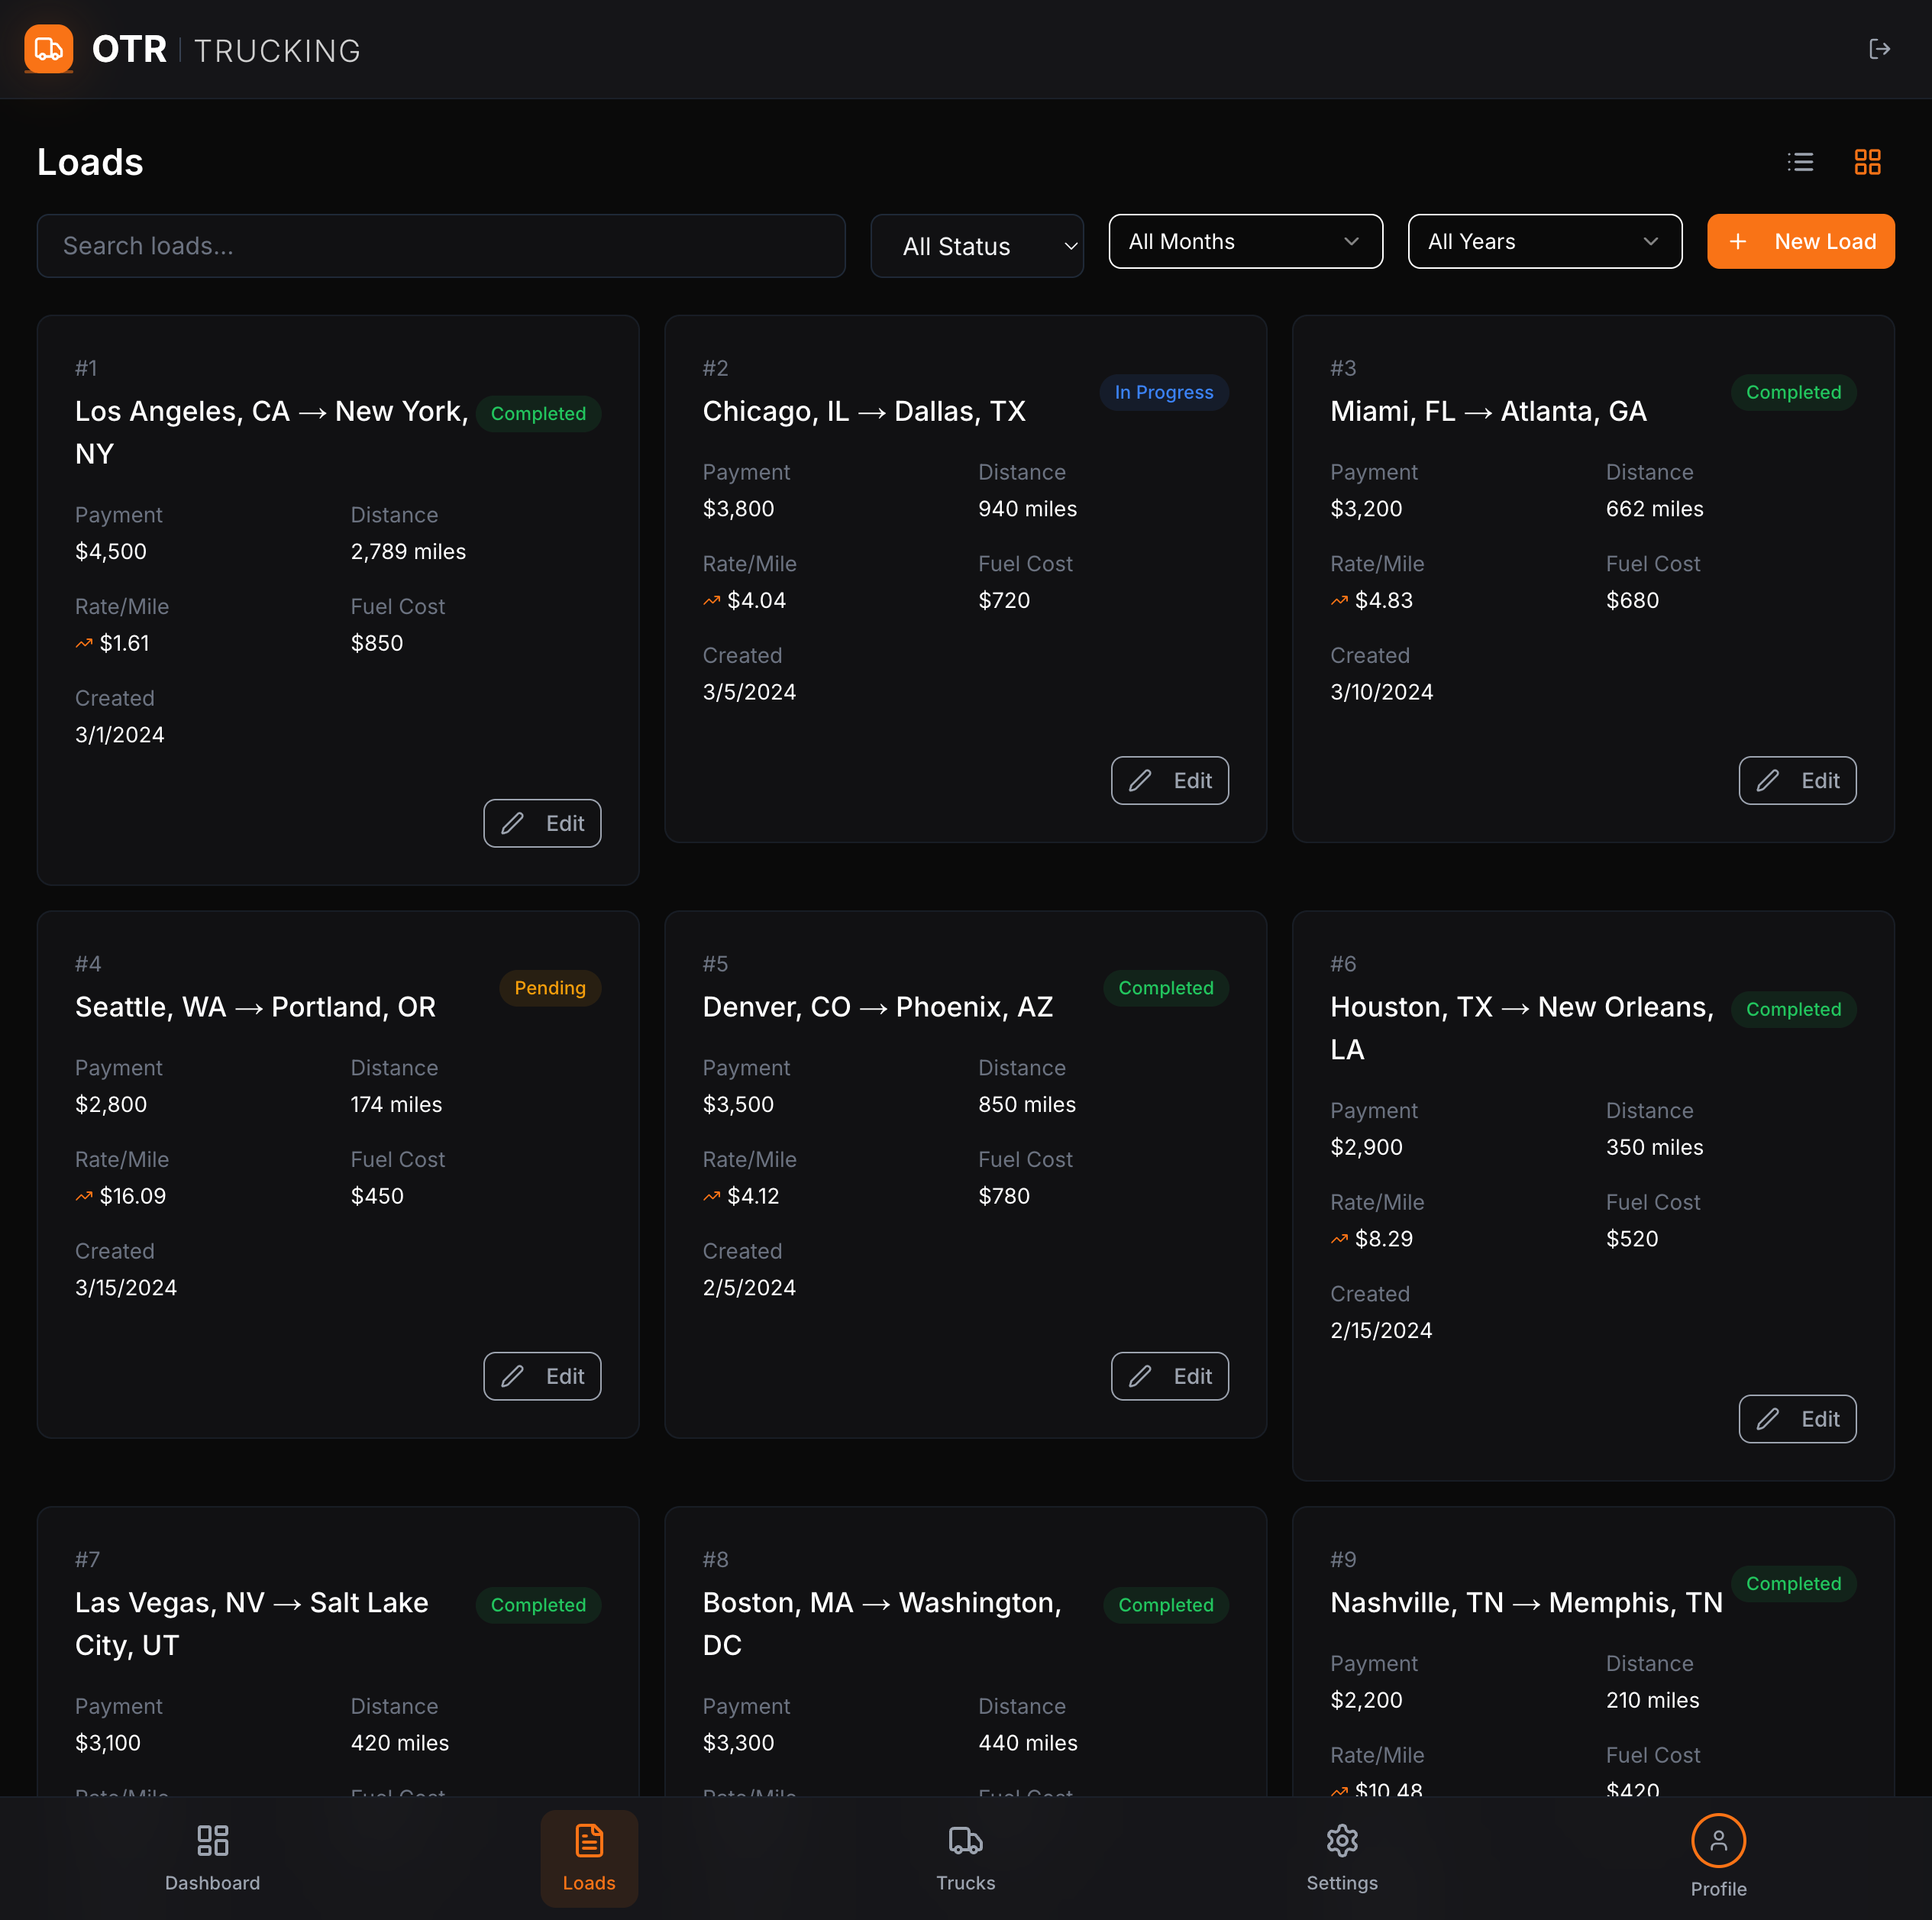 OTR | TRUCKING
Loads
Search loads...
All Status
All Months
All Years
+ New Load
#1
Los Angeles, CA → New York,
NY
Completed
Payment
$4,500
Distance
2,789 miles
Rate/Mile
$1.61
Fuel Cost
$850
Created
3/1/2024
Edit
#2
Chicago, IL → Dallas, TX
In Progress
Payment
$3,800
Distance
940 miles
Rate/Mile
$4.04
Fuel Cost
$720
Created
3/5/2024
Edit
#3
Miami, FL → Atlanta, GA
Completed
Payment
$3,200
Distance
662 miles
Rate/Mile
$4.83
Fuel Cost
$680
Created
3/10/2024
Edit
#4
Seattle, WA → Portland, OR
Pending
Payment
$2,800
Distance
174 miles
Rate/Mile
$16.09
Fuel Cost
$450
Created
3/15/2024
Edit
#5
Denver, CO → Phoenix, AZ
Completed
Payment
$3,500
Distance
850 miles
Rate/Mile
$4.12
Fuel Cost
$780
Created
2/5/2024
Edit
#6
Houston, TX → New Orleans,
LA
Completed
Payment
$2,900
Distance
350 miles
Rate/Mile
$8.29
Fuel Cost
$520
Created
2/15/2024
Edit
#7
Las Vegas, NV → Salt Lake
City, UT
Completed
Payment
$3,100
Distance
420 miles
Rate/Mile
Fuel Cost
#8
Boston, MA → Washington,
DC
Completed
Payment
$3,300
Distance
440 miles
Rate/Mile
Fuel Cost
#9
Nashville, TN → Memphis, TN
Completed
Payment
$2,200
Distance
210 miles
Rate/Mile
$10.48
Fuel Cost
$420
Dashboard
Loads
Trucks
Settings
Profile